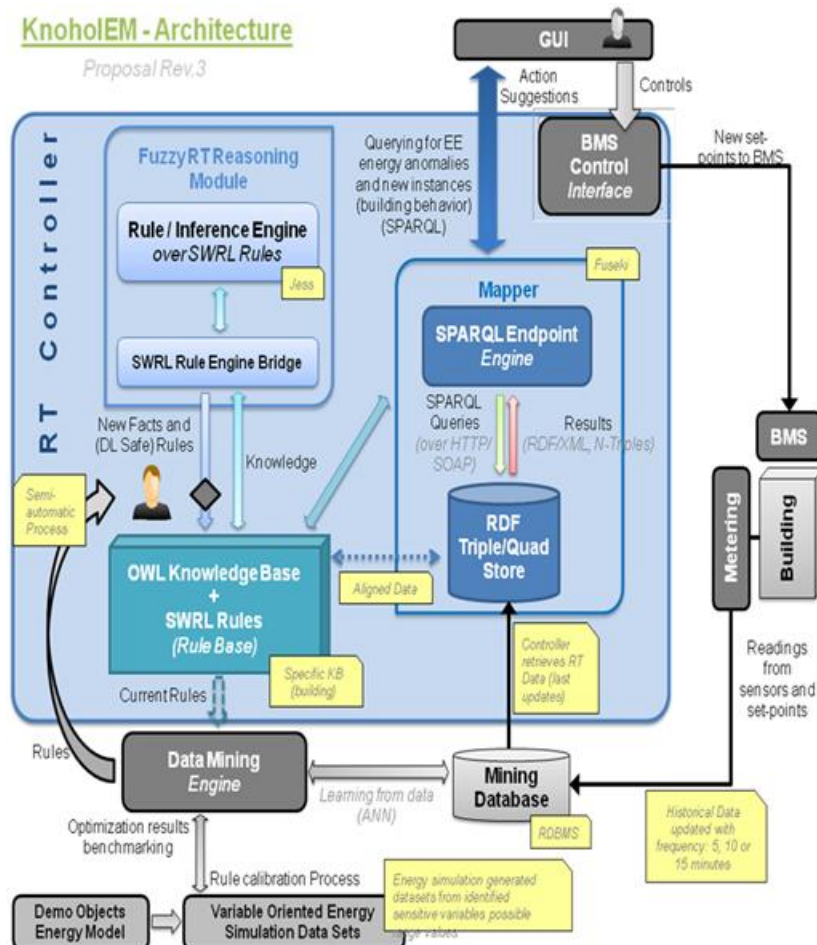 KnoholEM - Architecture
Proposal Rev.3
GUI
Action
Suggestions
Controls
RT Controller
FuzzyRT Reasoning
Module
Rule / Inference Engine
over SWRL Rules
Jess
SWRL Rule Engine Bridge
Querying for EE
energy anomalies
and new instances
(building behavior)
(SPARQL)
BMS
Control
Interface
New set-
points to BMS
Fuseki
Mapper
SPARQL Endpoint
Engine
SPARQL
Queries
(over HTTP/
SOAP)
Results
(RDF/XML, N-Triples)
RDF
Triple/Quad
Store
New Facts and
(DL Safe) Rules
Knowledge
Semi-
automatic
Process
OWL Knowledge Base
+
SWRL Rules
(Rule Base)
Aligned Data
Specific KB
(building)
Current Rules
Controller
retrieves RT
Data (last
updates)
BMS
Metering
Building
Readings
from
sensors and
set-points
Rules
Data Mining
Engine
Learning from data
(ANN)
Mining
Database
RDBMS
Historical Data
updated with
frequency: 5, 10 or
15 minutes
Optimization results
benchmarking
Rule calibration Process
Energy simulation generated
datasets from identified
sensitive variables possible
values
Demo Objects
Energy Model
Variable Oriented Energy
Simulation Data Sets